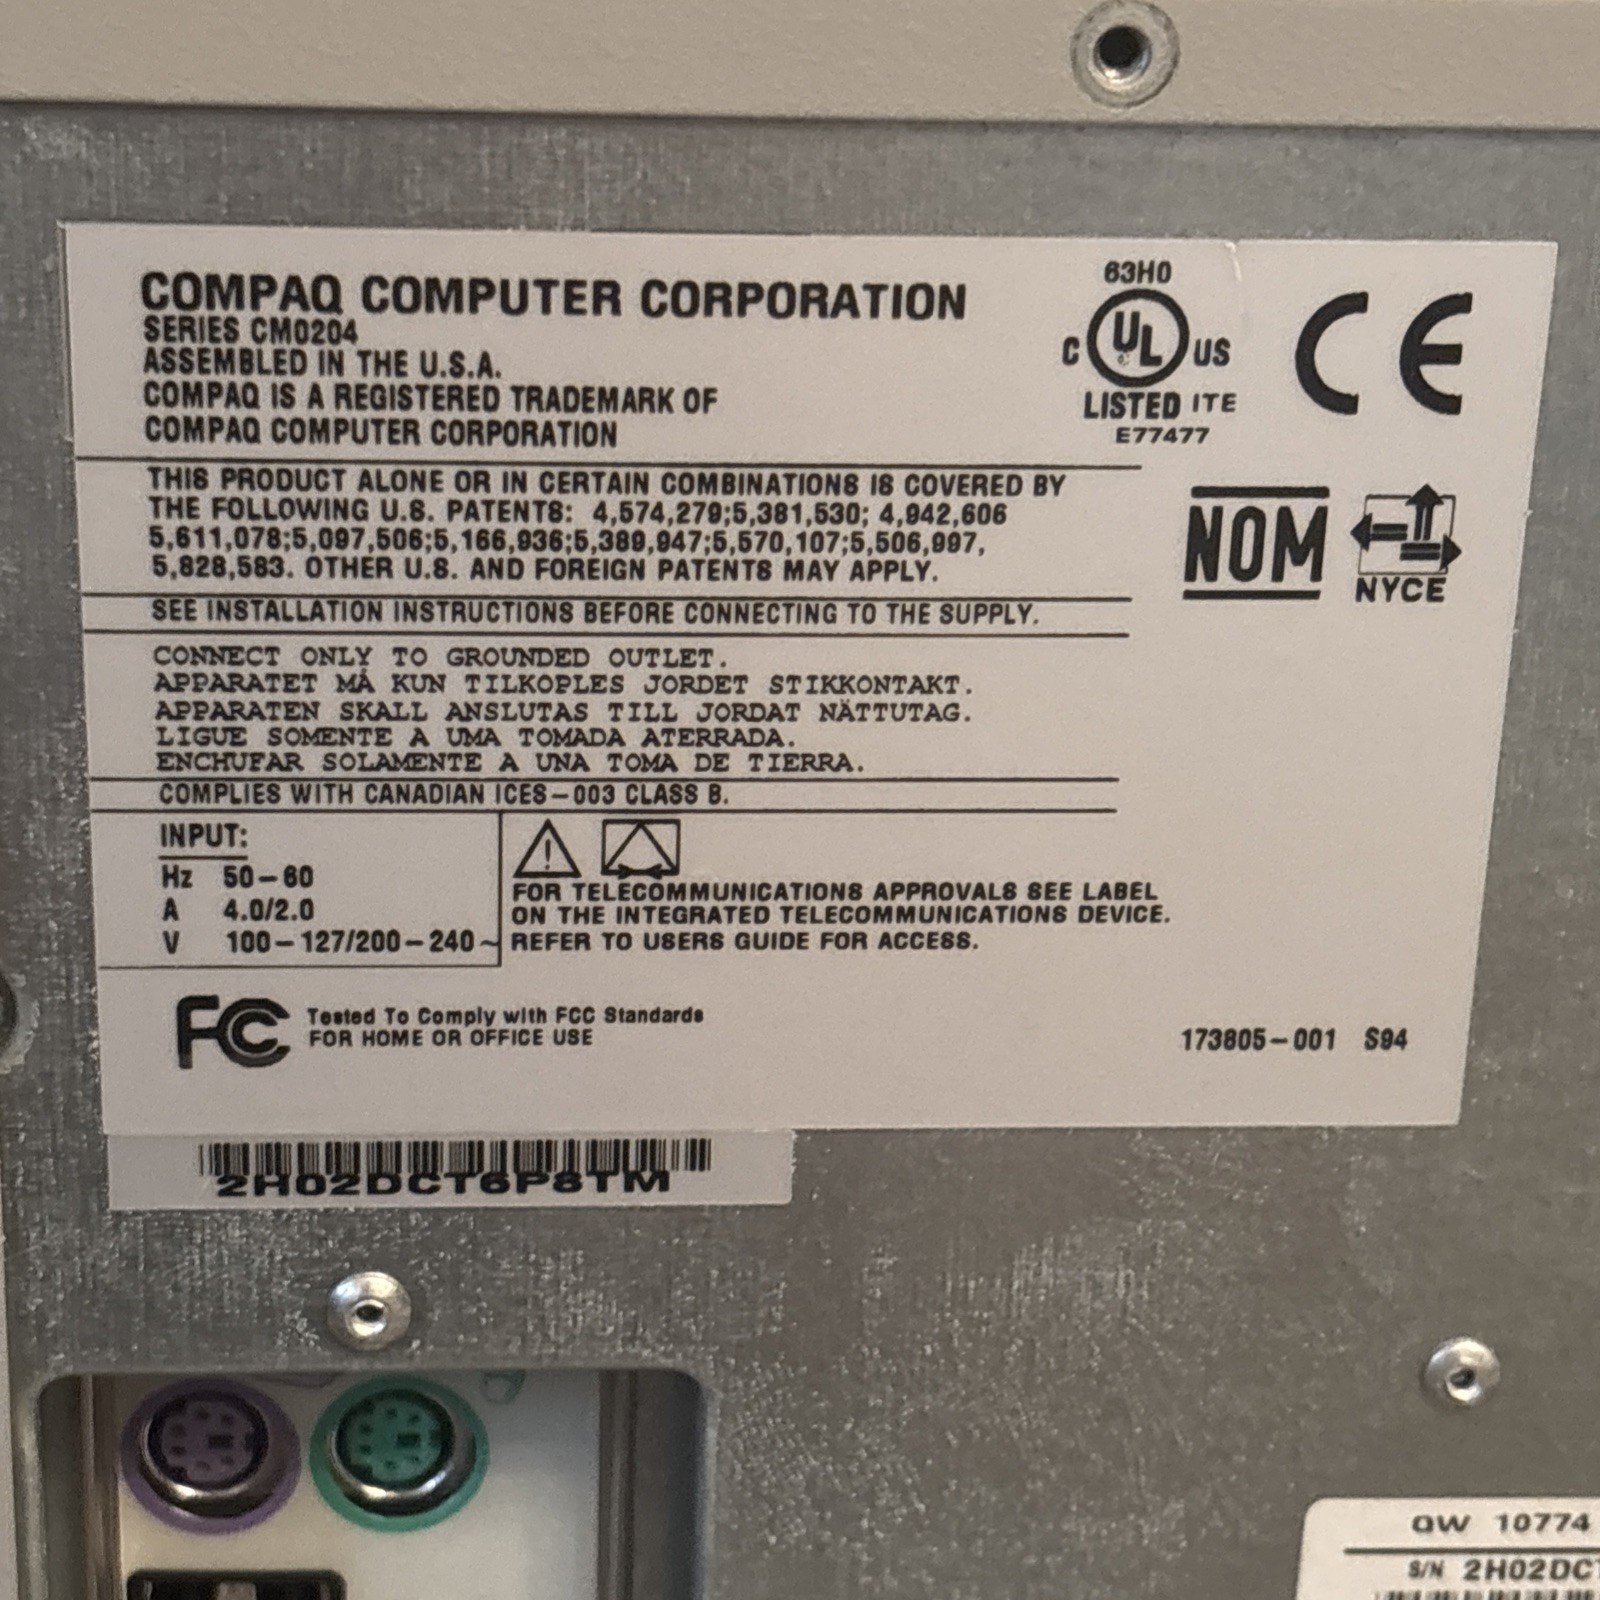 COMPAQ COMPUTER CORPORATION
SERIES CM0204
ASSEMBLED IN THE U.S.A.
COMPAQ IS A REGISTERED TRADEMARK OF
COMPAQ COMPUTER CORPORATION
63H0
C UL US
LISTED ITE
E77477
CE
THIS PRODUCT ALONE OR IN CERTAIN COMBINATIONS IS COVERED BY
THE FOLLOWING U.S. PATENTS: 4,574,279;5,381,530; 4,942,606
5,611,078;5,097,506;5,166,936;5,389,947;5,570,107;5,506,997,
5,828,583. OTHER U.S. AND FOREIGN PATENTS MAY APPLY.
NOM
NYCE
SEE INSTALLATION INSTRUCTIONS BEFORE CONNECTING TO THE SUPPLY.
CONNECT ONLY TO GROUNDED OUTLET.
APPARATET MÅ KUN TILKOPLES JORDET STIKKONTAKT.
APPARATEN SKALL ANSLUTAS TILL JORDAT NÄTTUTAG.
LIGUE SOMENTE A UMA TOMADA ATERRADA.
ENCHUFAR SOLAMENTE A UNA TOMA DE TIERRA.
COMPLIES WITH CANADIAN ICES-003 CLASS B.
INPUT:
Hz 50-60
A 4.0/2.0
V 100-127/200-240~
FOR TELECOMMUNICATIONS APPROVALS SEE LABEL
ON THE INTEGRATED TELECOMMUNICATIONS DEVICE.
REFER TO USERS GUIDE FOR ACCESS.
FC Tested To Comply with FCC Standards
FOR HOME OR OFFICE USE
173805-001 S94
2H02DCT6P8TM
QW 10774
S/N 2H02DCT